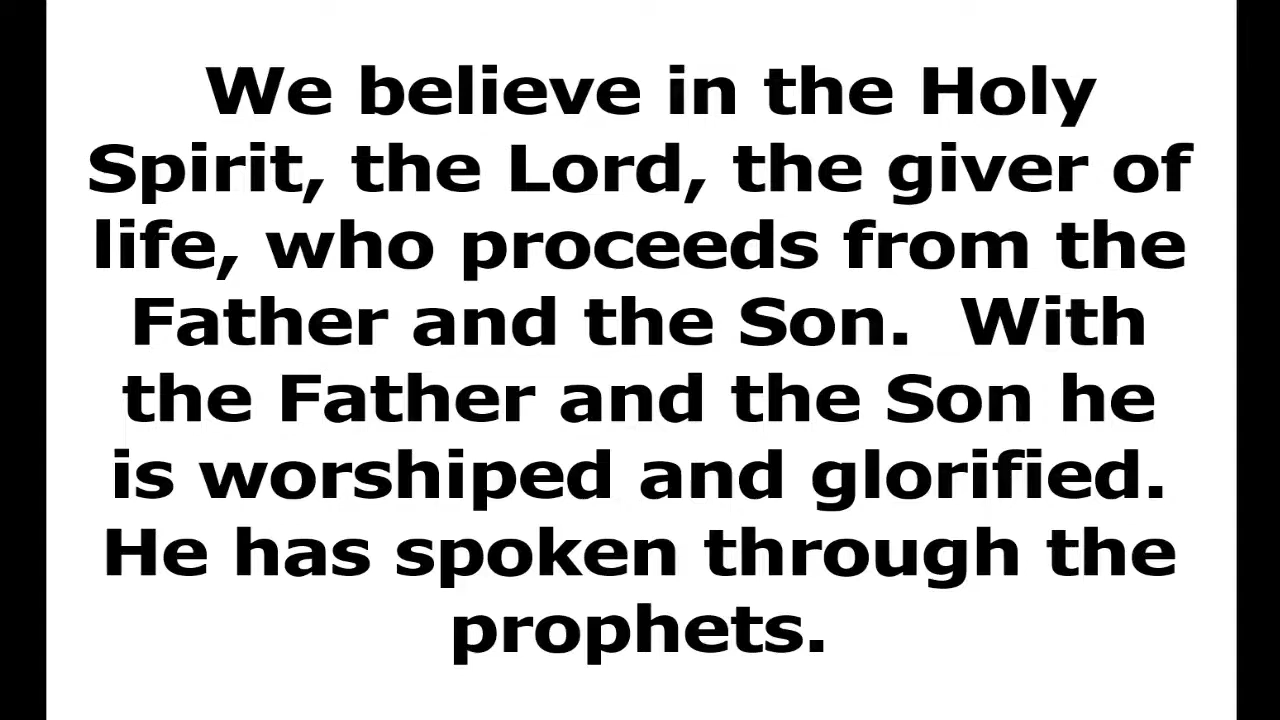 We believe in the Holy
Spirit, the Lord, the giver of
life, who proceeds from the
Father and the Son.  With
the Father and the Son he
is worshiped and glorified.
He has spoken through the
prophets.